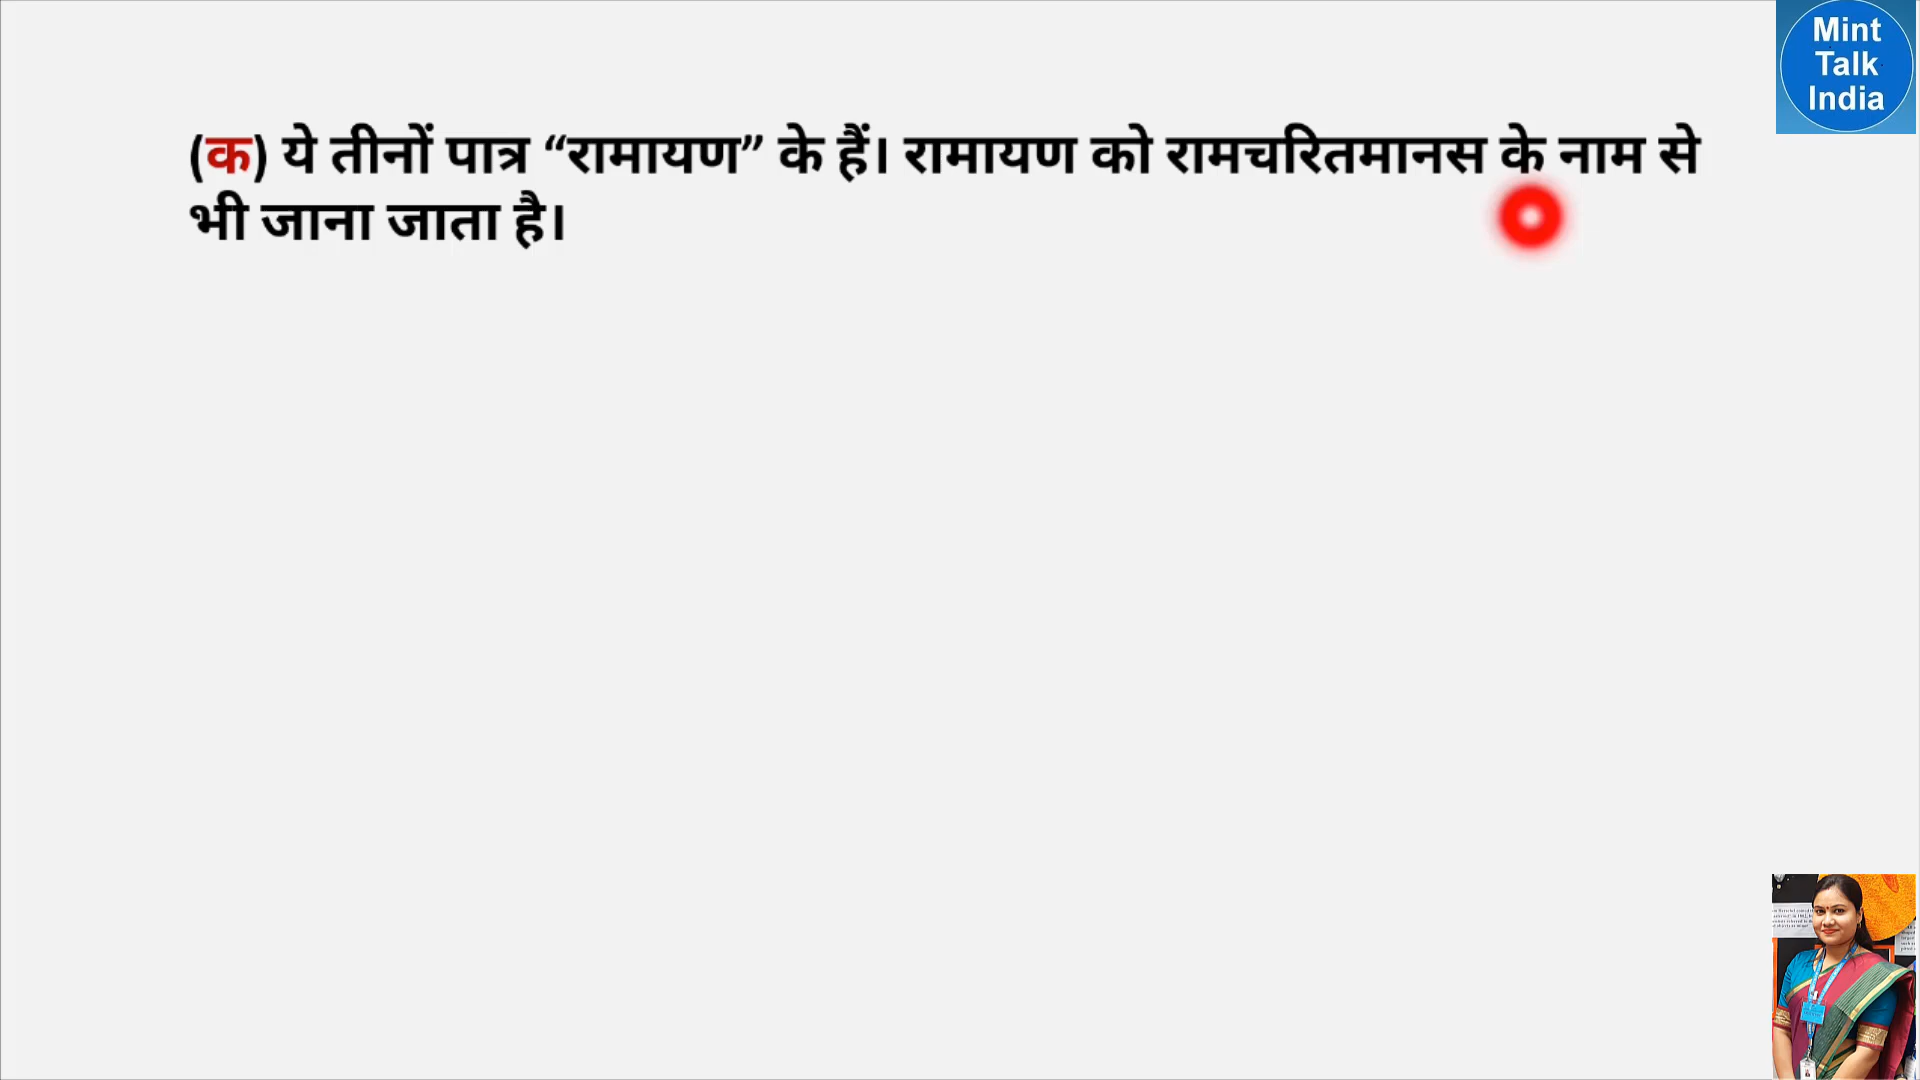 Mint
Talk
India
(क) ये तीनों पात्र “रामायण” के हैं। रामायण को रामचरितमानस के नाम से
भी जाना जाता है।